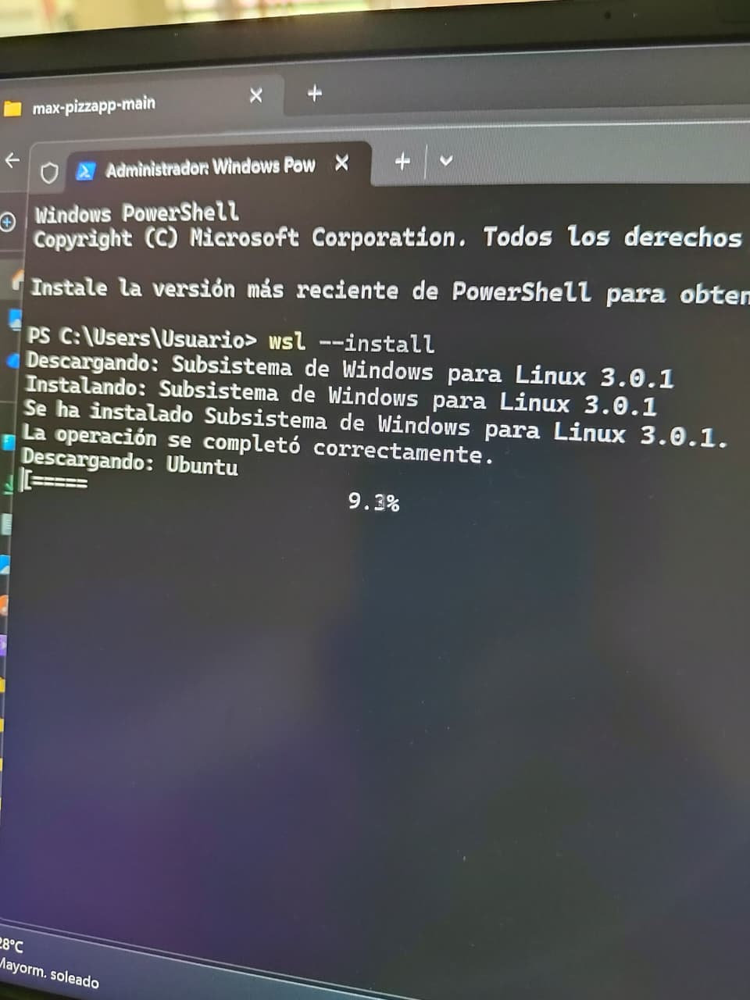 max-pizzapp-main
Administrador: Windows Pow
Windows PowerShell
Copyright (C) Microsoft Corporation. Todos los derechos
Instale la versión más reciente de PowerShell para obten
PS C:\Users\Usuario> wsl --install
Descargando: Subsistema de Windows para Linux 3.0.1
Instalando: Subsistema de Windows para Linux 3.0.1
Se ha instalado Subsistema de Windows para Linux 3.0.1.
La operación se completó correctamente.
Descargando: Ubuntu
[=====
9.3%
28°C
Mayorm. soleado